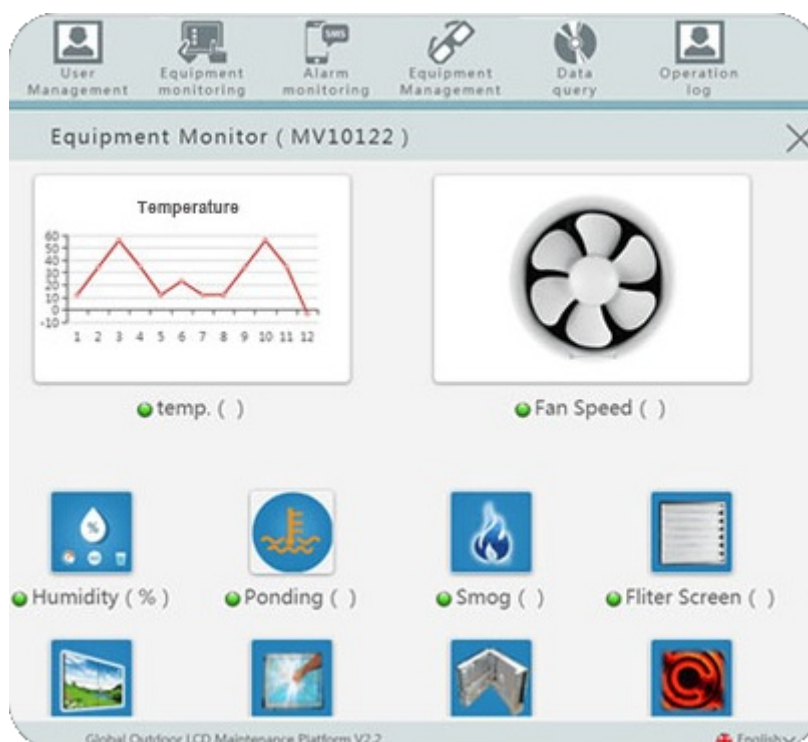 User Management
Equipment monitoring
SMS
Alarm monitoring
Equipment Management
Data query
Operation log
Equipment Monitor ( MV10122 )
Temperature
60
50
40
30
20
10
0
-10
1 2 3 4 5 6 7 8 9 10 11 12
temp. ( )
Fan Speed ( )
%
Humidity ( % )
Ponding ( )
Smog ( )
Fliter Screen ( )
Global Outdoor LCD Maintenance Platform V2.2
English